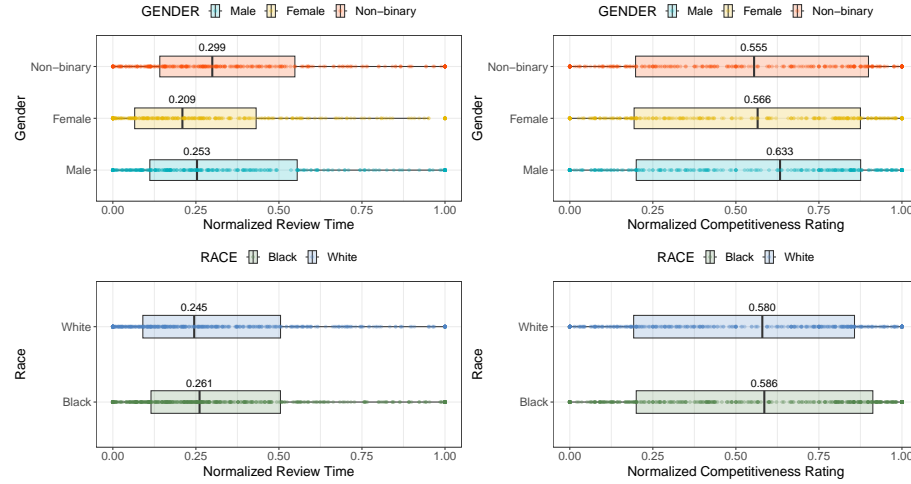 GENDER Male Female Non−binary
0.299
Non−binary
0.209
Female
0.253
Male
Gender
0.00 0.25 0.50 0.75 1.00
Normalized Review Time
GENDER Male Female Non−binary
0.555
Non−binary
0.566
Female
0.633
Male
Gender
0.00 0.25 0.50 0.75 1.00
Normalized Competitiveness Rating
RACE Black White
0.245
White
0.261
Black
Race
0.00 0.25 0.50 0.75 1.00
Normalized Review Time
RACE Black White
0.580
White
0.586
Black
Race
0.00 0.25 0.50 0.75 1.00
Normalized Competitiveness Rating